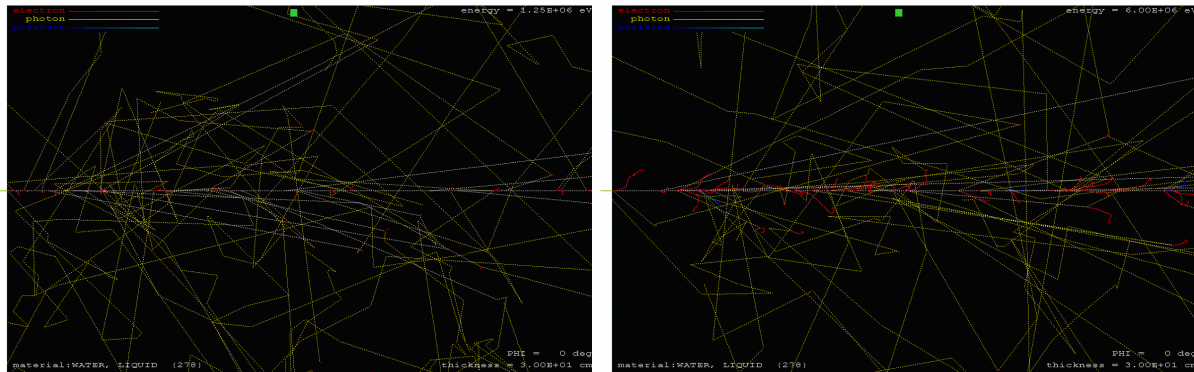 electron
photon
positron
energy = 1.25E+06 eV
PHI = 0 deg
material:WATER, LIQUID (278)
thickness = 3.00E+01 cm
electron
photon
positron
energy = 6.00E+06 eV
PHI = 0 deg
material:WATER, LIQUID (278)
thickness = 3.00E+01 cm